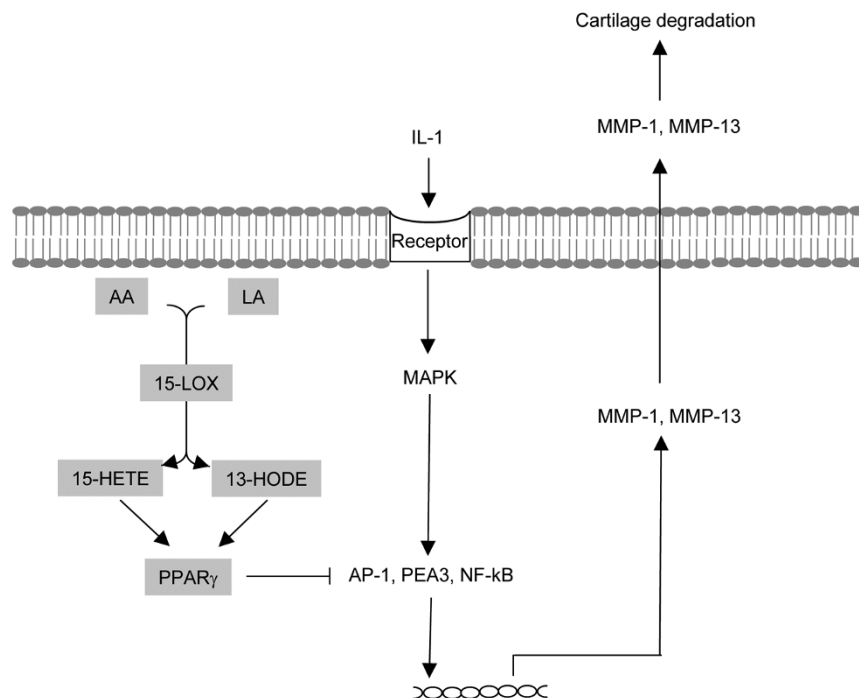 Cartilage degradation
MMP-1, MMP-13
IL-1
Receptor
AA
LA
15-LOX
MAPK
MMP-1, MMP-13
15-HETE
13-HODE
PPARγ
AP-1, PEA3, NF-kB